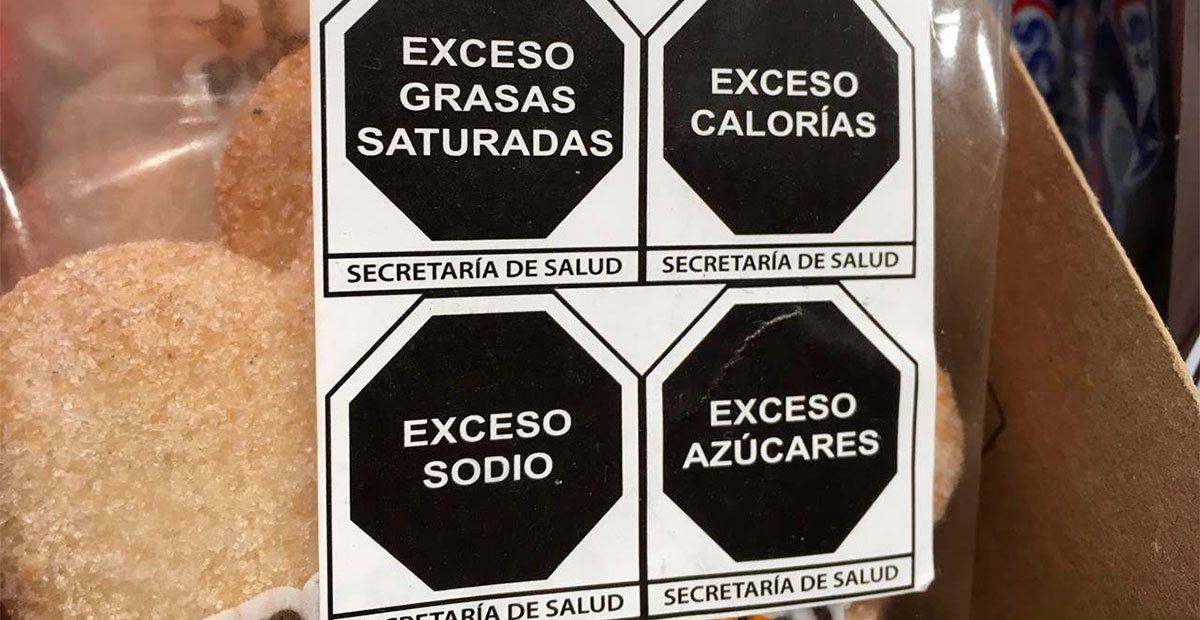 EXCESO
GRASAS
SATURADAS
SECRETARÍA DE SALUD
EXCESO
CALORÍAS
SECRETARÍA DE SALUD
EXCESO
SODIO
SECRETARÍA DE SALUD
EXCESO
AZÚCARES
SECRETARÍA DE SALUD